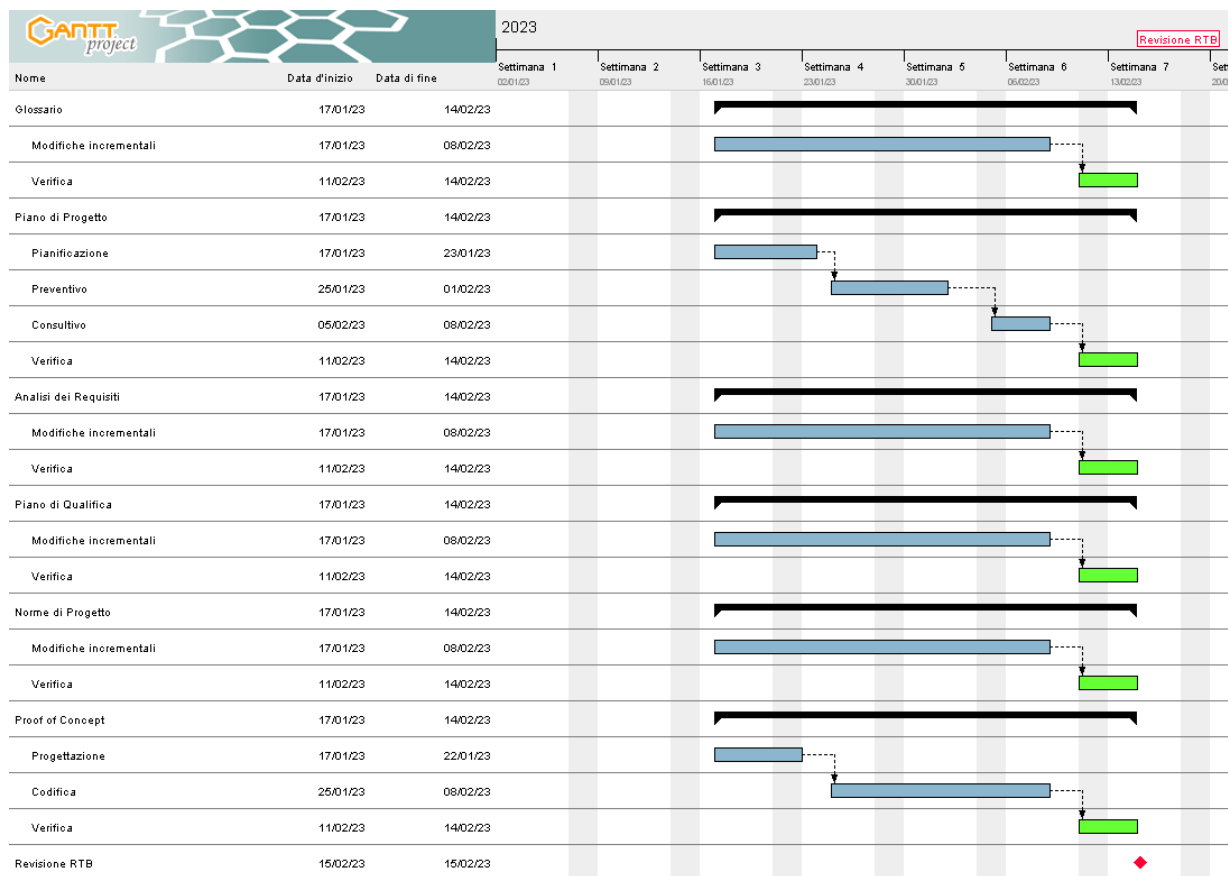 GANTT
project
2023
Revisione RTB
Nome Data d'inizio Data di fine
Settimana 1 Settimana 2 Settimana 3 Settimana 4 Settimana 5 Settimana 6 Settimana 7 Set
02/01/23 09/01/23 16/01/23 23/01/23 30/01/23 06/02/23 13/02/23 20/0
Glossario 17/01/23 14/02/23
Modifiche incrementali 17/01/23 08/02/23
Verifica 11/02/23 14/02/23
Piano di Progetto 17/01/23 14/02/23
Pianificazione 17/01/23 23/01/23
Preventivo 25/01/23 01/02/23
Consultivo 05/02/23 08/02/23
Verifica 11/02/23 14/02/23
Analisi dei Requisiti 17/01/23 14/02/23
Modifiche incrementali 17/01/23 08/02/23
Verifica 11/02/23 14/02/23
Piano di Qualifica 17/01/23 14/02/23
Modifiche incrementali 17/01/23 08/02/23
Verifica 11/02/23 14/02/23
Norme di Progetto 17/01/23 14/02/23
Modifiche incrementali 17/01/23 08/02/23
Verifica 11/02/23 14/02/23
Proof of Concept 17/01/23 14/02/23
Progettazione 17/01/23 22/01/23
Codifica 25/01/23 08/02/23
Verifica 11/02/23 14/02/23
Revisione RTB 15/02/23 15/02/23